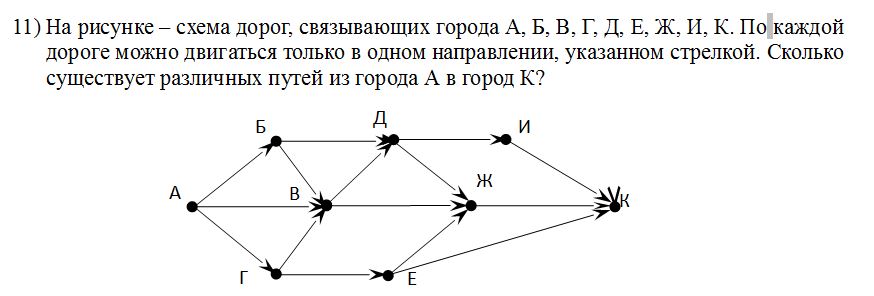 11) На рисунке – схема дорог, связывающих города А, Б, В, Г, Д, Е, Ж, И, К. По каждой
дороге можно двигаться только в одном направлении, указанном стрелкой. Сколько
существует различных путей из города А в город К?
Б
Д
И
А
В
Ж
К
Г
Е